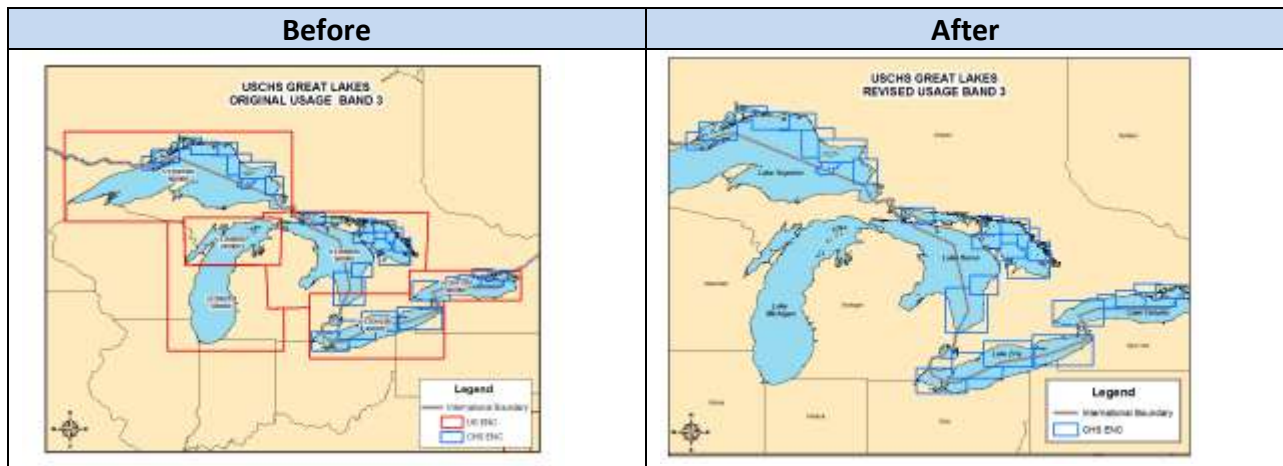 Before
After
USCHS GREAT LAKES
ORIGINAL USAGE BAND 3
Legend
International Boundary
US ENC
CHS ENC
USCHS GREAT LAKES
REVISED USAGE BAND 3
Lake Superior
Lake Huron
Lake
Michigan
Lake Erie
Lake Ontario
Legend
International Boundary
CHS ENC